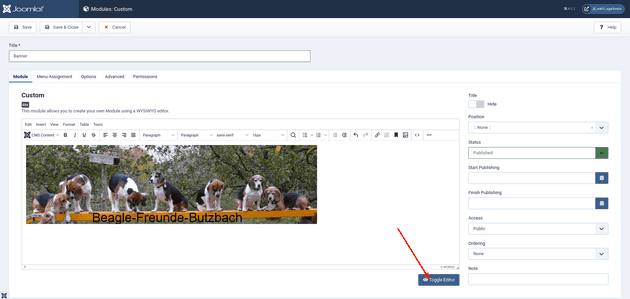 Joomla!
Modules: Custom
Save
Save & Close
Cancel
Help
Title *
Banner
Module
Menu Assignment
Options
Advanced
Permissions
Custom
Site
This module allows you to create your own Module using a WYSIWYG editor.
Edit Insert View Format Table Tools
CMS Content
B I U S
Paragraph
Paragraph
sans-serif
16px
Beagle-Freunde-Butzbach
0 WORDS
Toggle Editor
Title
Hide
Position
:: None ::
Status
Published
Start Publishing
Finish Publishing
Access
Public
Ordering
None
Note